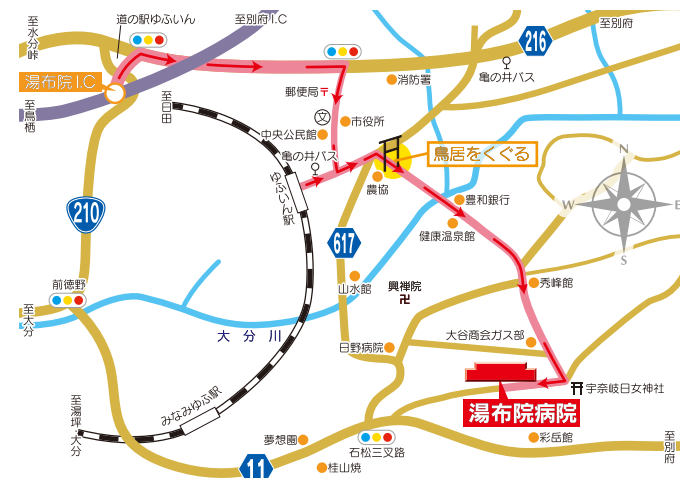 至水分峠
道の駅ゆふいん
至別府I.C
至別府
216
湯布院I.C
至鳥栖
至日田
郵便局
消防署
亀の井バス
文
市役所
中央公民館
亀の井バス
鳥居をくぐる
ゆふいん駅
農協
豊和銀行
N
W
E
S
210
617
健康温泉館
前徳野
山水館
興禅院
秀峰館
至大分
大分川
日野病院
大谷商会ガス部
宇奈岐日女神社
湯布院病院
至湯坪・大分
みなみゆふ駅
夢想園
石松三叉路
彩岳館
至別府
11
桂山焼